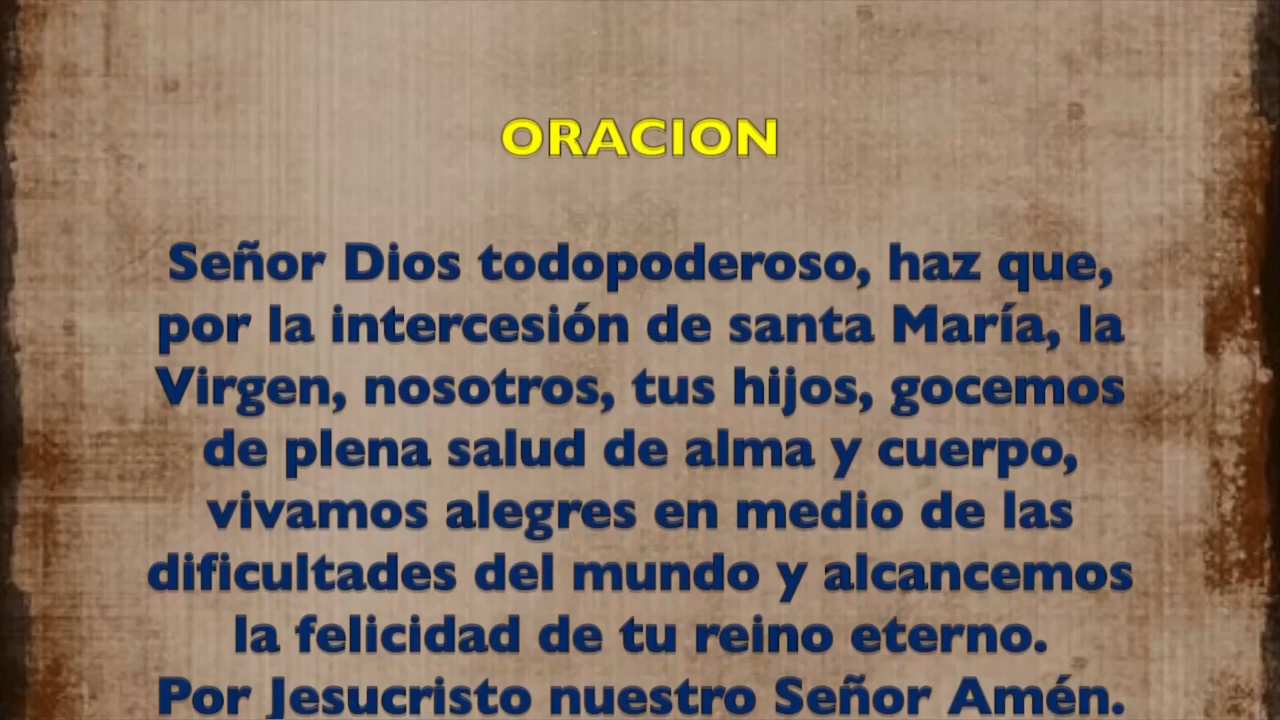 ORACION
Señor Dios todopoderoso, haz que,
por la intercesión de santa María, la
Virgen, nosotros, tus hijos, gocemos
de plena salud de alma y cuerpo,
vivamos alegres en medio de las
dificultades del mundo y alcancemos
la felicidad de tu reino eterno.
Por Jesucristo nuestro Señor Amén.